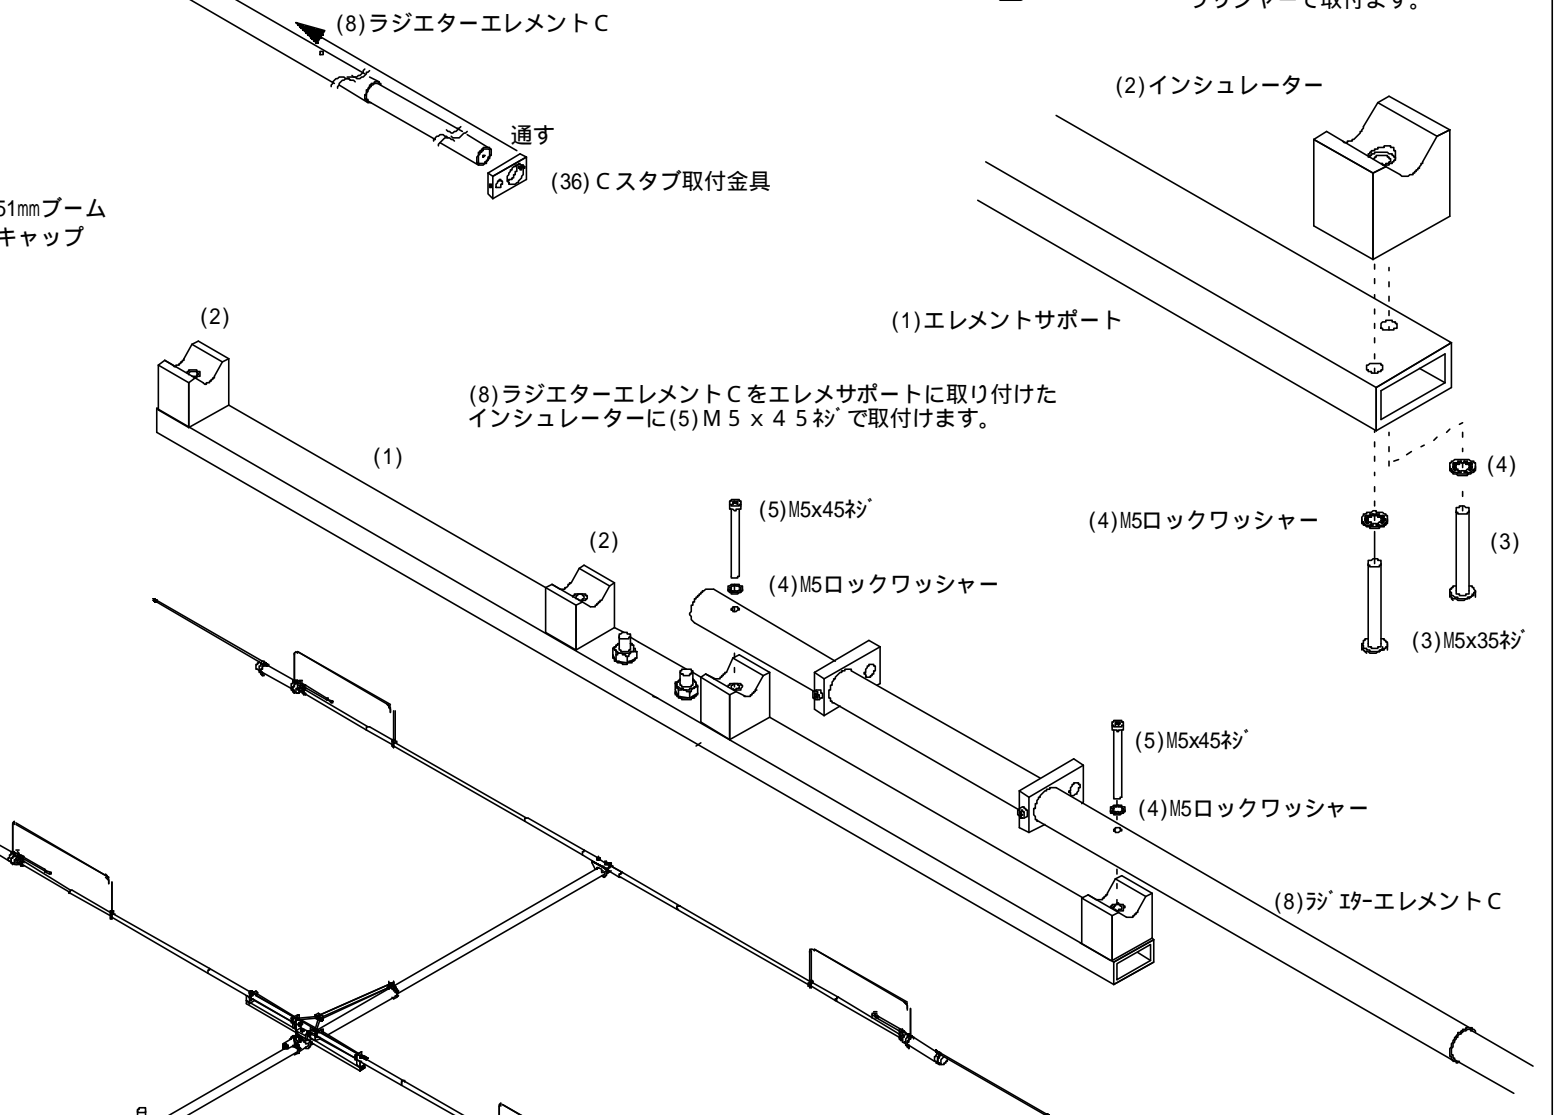 ラッシャーで取付ます。
(8)ラジエターエレメントC
(2)インシュレーター
通す
(36)Cスタブ取付金具
51mmブーム
キャップ
(2)
(1)エレメントサポート
(8)ラジエターエレメントCをエレメサポートに取り付けた
インシュレーターに(5)M5x45ﾈｼﾞで取付けます。
(1)
(4)
(5)M5x45ﾈｼﾞ
(4)M5ロックワッシャー
(3)
(2)
(4)M5ロックワッシャー
(3)M5x35ﾈｼﾞ
(5)M5x45ﾈｼﾞ
(4)M5ロックワッシャー
(8)ﾗｼﾞｴﾀｰエレメントC